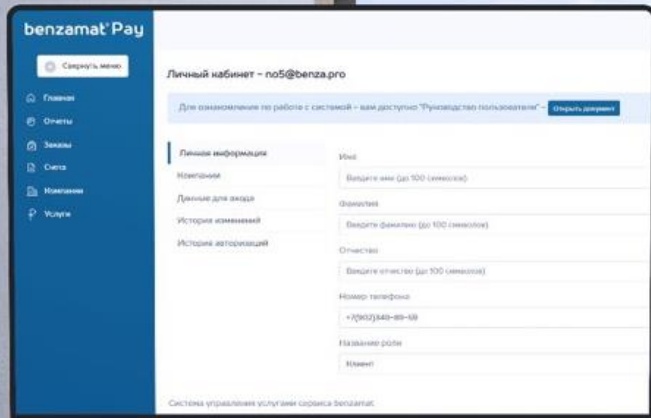 benzamat Pay
Свернуть меню
Главная
Отчеты
Заказы
Счета
Компании
Услуги
Личный кабинет – no5@benza.pro
Для ознакомления по работе с системой – вам доступно "Руководство пользователя" –
Открыть документ
Личная информация
Компании
Данные для входа
История изменений
История авторизаций
Имя
Введите имя (до 100 символов)
Фамилия
Введите фамилию (до 100 символов)
Отчество
Введите отчество (до 100 символов)
Номер телефона
Название роли
Клиент
Система управления услугами сервиса benzamat